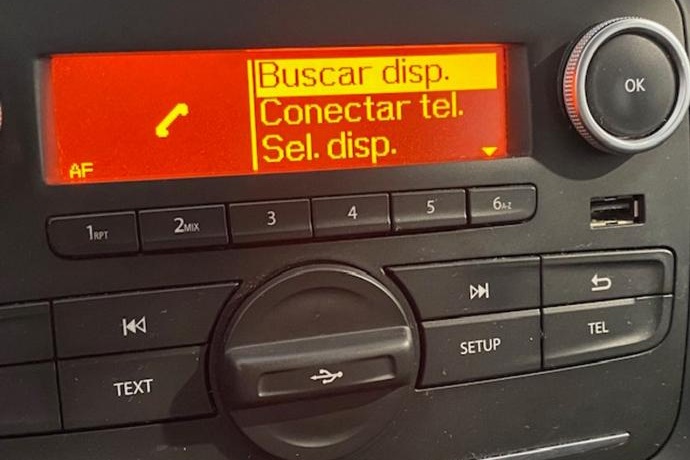 Buscar disp.
Conectar tel.
Sel. disp.
AF
OK
1RPT 2MIX 3 4 5 6A-Z
SETUP
TEL
TEXT